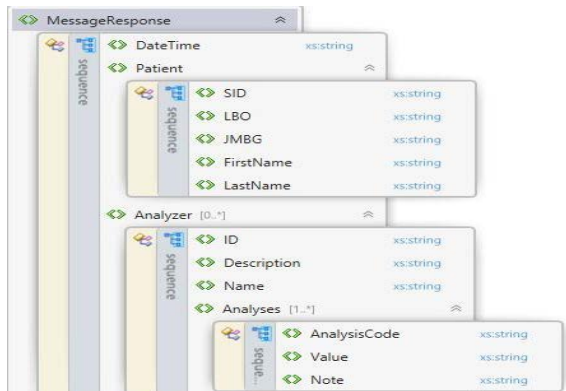 MessageResponse
DateTime xs:string
sequence
Patient
SID xs:string
sequence
LBO xs:string
JMBG xs:string
FirstName xs:string
LastName xs:string
Analyzer [0..*]
ID xs:string
sequence
Description xs:string
Name xs:string
Analyses [1..*]
AnalysisCode xs:string
seque...
Value xs:string
Note xs:string